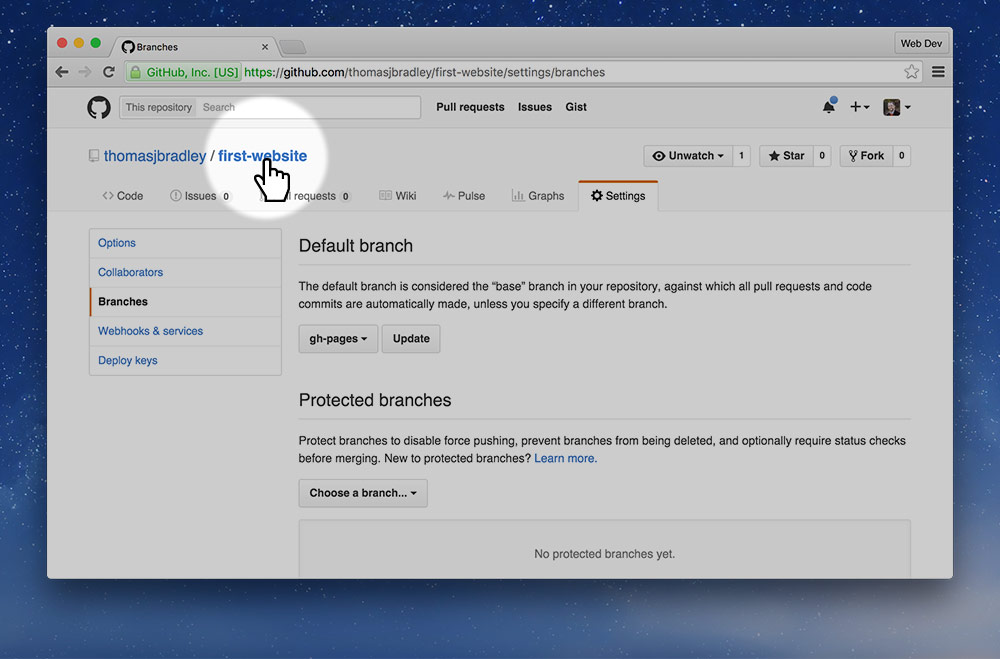 Branches
Web Dev
GitHub, Inc. [US] https://github.com/thomasjbradley/first-website/settings/branches
This repository Search Pull requests Issues Gist
thomasjbradley / first-website
Unwatch 1 Star 0 Fork 0
Code Issues 0 requests 0 Wiki Pulse Graphs Settings
Options
Collaborators
Branches
Webhooks & services
Deploy keys
Default branch
The default branch is considered the “base” branch in your repository, against which all pull requests and code
commits are automatically made, unless you specify a different branch.
gh-pages Update
Protected branches
Protect branches to disable force pushing, prevent branches from being deleted, and optionally require status checks
before merging. New to protected branches? Learn more.
Choose a branch...
No protected branches yet.